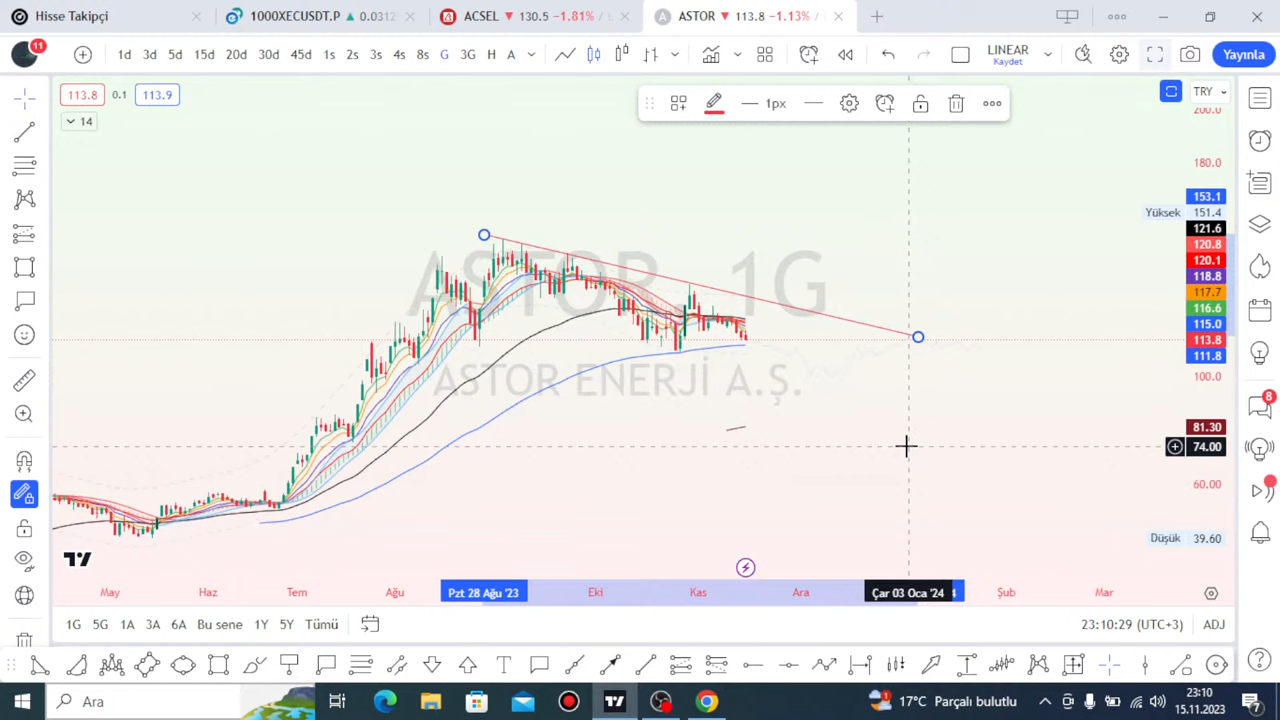 Hisse Takipçi
1000XECUSDT.P ▲ 0.0312
ACSEL ▼ 130.5 −1.81%
ASTOR ▼ 113.8 −1.13%
11
1d 3d 5d 15d 20d 30d 45d 1s 2s 3s 4s 8s G 3G H A
LINEAR
Kaydet
Yayınla
113.8 0.1 113.9
14
1px
TRY
200.0
180.0
153.1
Yüksek 151.4
121.6
120.8
120.1
118.8
117.7
116.6
115.0
113.8
111.8
100.0
81.30
74.00
60.00
Düşük 39.60
ASTOR, 1G
ASTOR ENERJİ A.Ş.
8
May Haz Tem Ağu Pzt 28 Ağu '23 Eki Kas Ara Çar 03 Oca '24 Şub Mar
1G 5G 1A 3A 6A Bu sene 1Y 5Y Tümü
23:10:29 (UTC+3) ADJ
Ara
1
17°C Parçalı bulutlu
23:10
15.11.2023
7